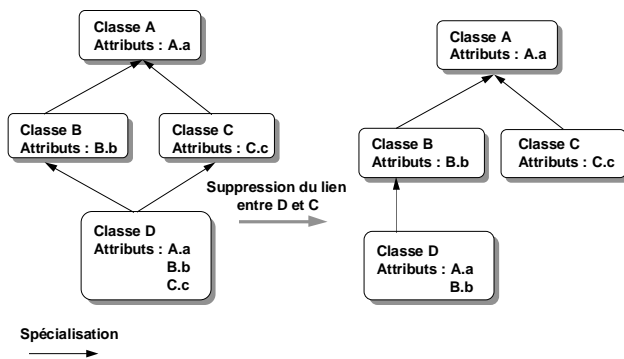 Classe A
Attributs : A.a
Classe B
Attributs : B.b
Classe C
Attributs : C.c
Classe D
Attributs : A.a
B.b
C.c
Suppression du lien
entre D et C
Classe A
Attributs : A.a
Classe B
Attributs : B.b
Classe C
Attributs : C.c
Classe D
Attributs : A.a
B.b
Spécialisation